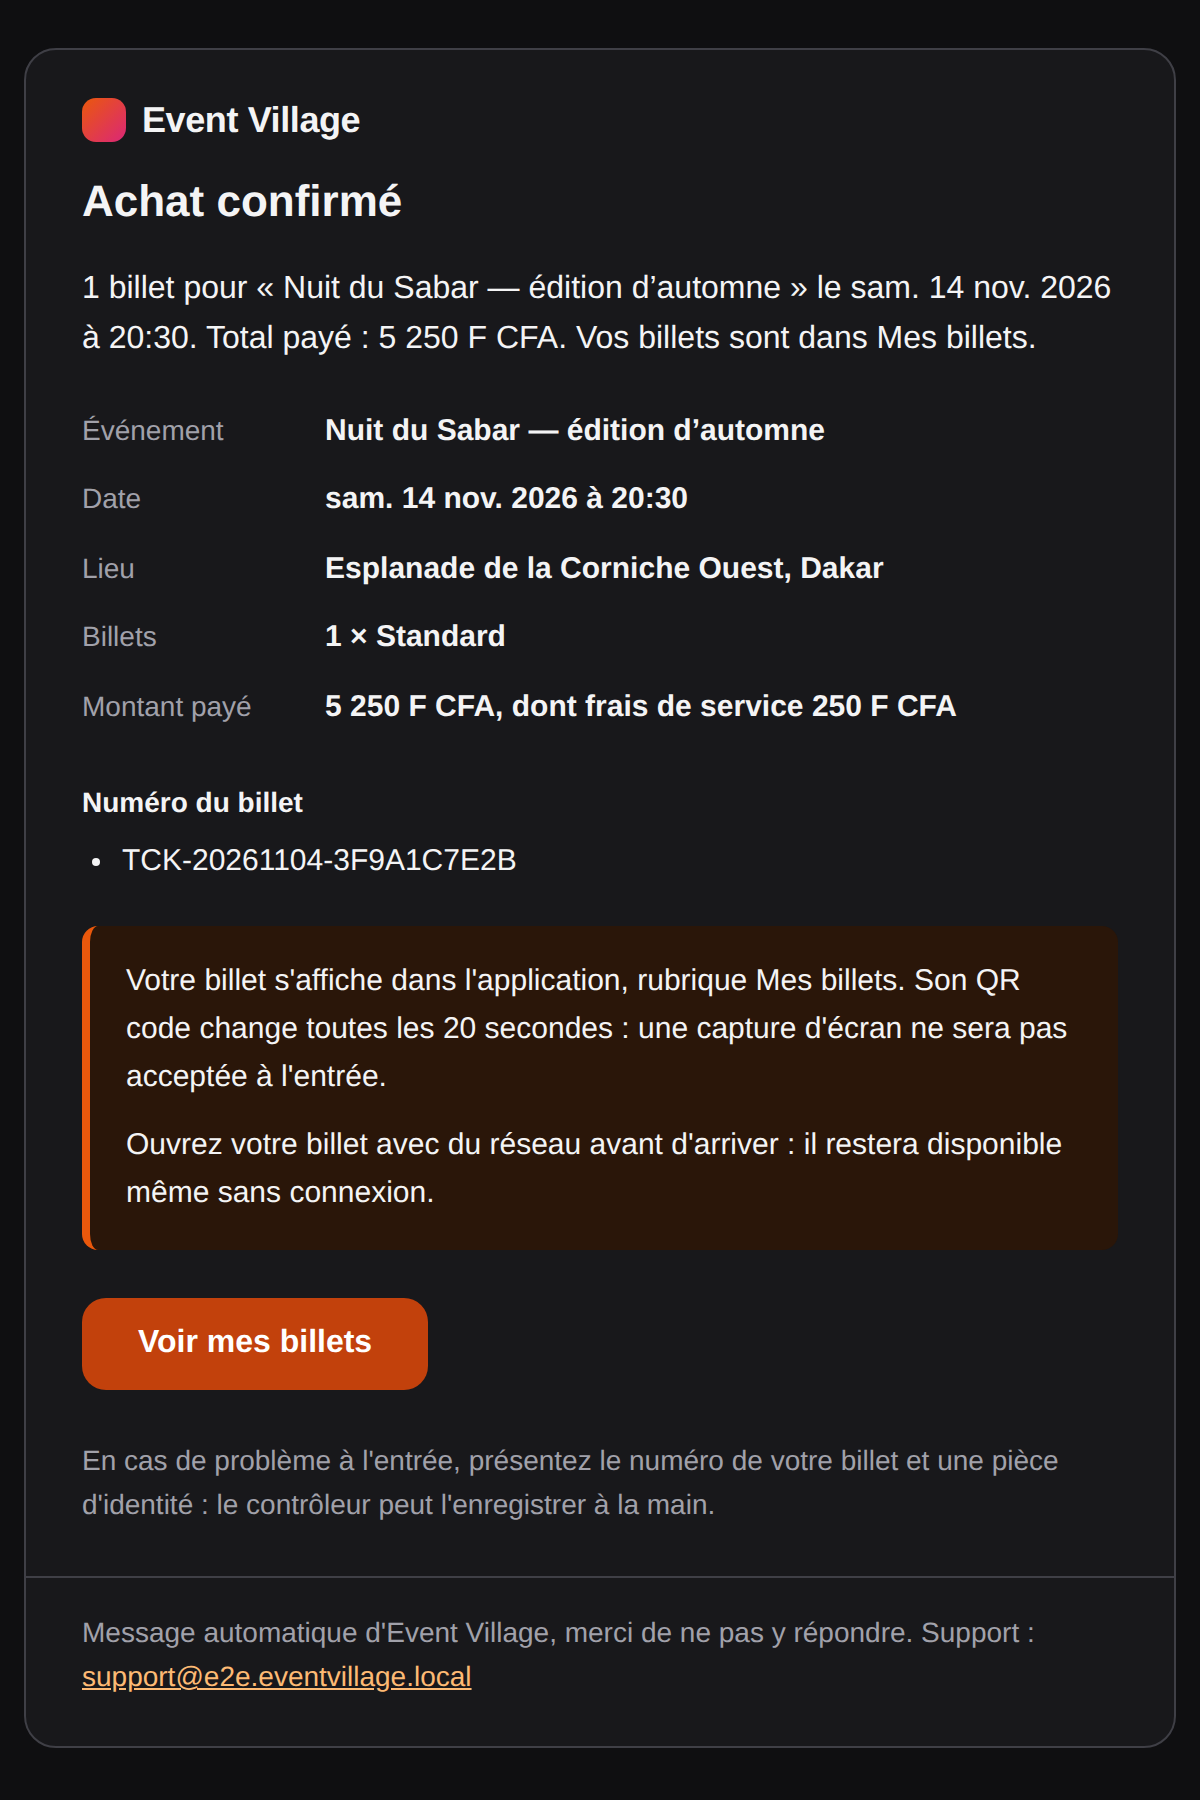 Event Village
Achat confirmé
1 billet pour « Nuit du Sabar — édition d’automne » le sam. 14 nov. 2026
à 20:30. Total payé : 5 250 F CFA. Vos billets sont dans Mes billets.
Événement Nuit du Sabar — édition d’automne
Date sam. 14 nov. 2026 à 20:30
Lieu Esplanade de la Corniche Ouest, Dakar
Billets 1 × Standard
Montant payé 5 250 F CFA, dont frais de service 250 F CFA
Numéro du billet
• TCK-20261104-3F9A1C7E2B
Votre billet s'affiche dans l'application, rubrique Mes billets. Son QR
code change toutes les 20 secondes : une capture d'écran ne sera pas
acceptée à l'entrée.
Ouvrez votre billet avec du réseau avant d'arriver : il restera disponible
même sans connexion.
Voir mes billets
En cas de problème à l'entrée, présentez le numéro de votre billet et une pièce
d'identité : le contrôleur peut l'enregistrer à la main.
Message automatique d'Event Village, merci de ne pas y répondre. Support :
support@e2e.eventvillage.local